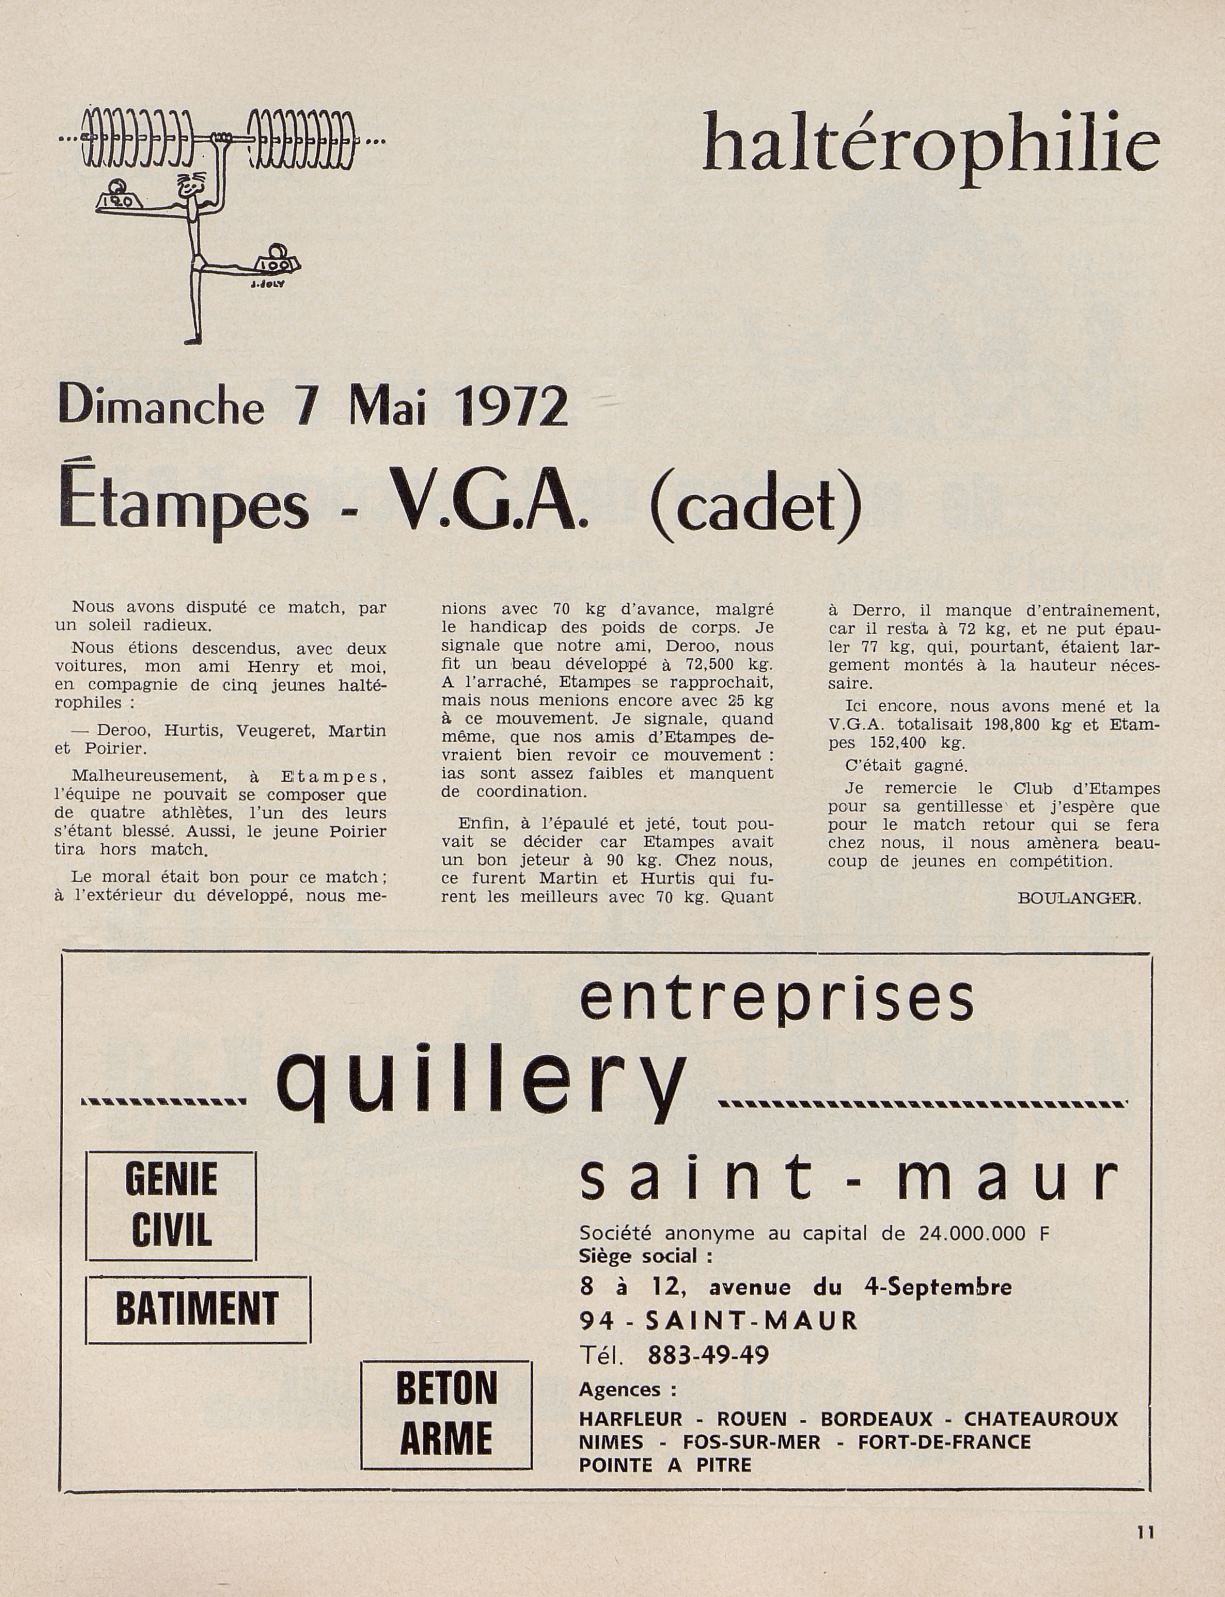 haltérophilie
120
100
J. JOLY
Dimanche 7 Mai 1972
Étampes - V.G.A. (cadet)
Nous avons disputé ce match, par
un soleil radieux.
Nous étions descendus, avec deux
voitures, mon ami Henry et moi,
en compagnie de cinq jeunes halté-
rophiles :
— Deroo, Hurtis, Veugeret, Martin
et Poirier.
Malheureusement, à Etampes,
l'équipe ne pouvait se composer que
de quatre athlètes, l'un des leurs
s'étant blessé. Aussi, le jeune Poirier
tira hors match.
Le moral était bon pour ce match ;
à l'extérieur du développé, nous me-
nions avec 70 kg d'avance, malgré
le handicap des poids de corps. Je
signale que notre ami, Deroo, nous
fit un beau développé à 72,500 kg.
A l'arraché, Etampes se rapprochait,
mais nous menions encore avec 25 kg
à ce mouvement. Je signale, quand
même, que nos amis d'Etampes de-
vraient bien revoir ce mouvement :
ias sont assez faibles et manquent
de coordination.
Enfin, à l'épaulé et jeté, tout pou-
vait se décider car Etampes avait
un bon jeteur à 90 kg. Chez nous,
ce furent Martin et Hurtis qui fu-
rent les meilleurs avec 70 kg. Quant
à Derro, il manque d'entraînement,
car il resta à 72 kg, et ne put épau-
ler 77 kg, qui, pourtant, étaient lar-
gement montés à la hauteur néces-
saire.
Ici encore, nous avons mené et la
V.G.A. totalisait 198,800 kg et Etam-
pes 152,400 kg.
C'était gagné.
Je remercie le Club d'Etampes
pour sa gentillesse et j'espère que
pour le match retour qui se fera
chez nous, il nous amènera beau-
coup de jeunes en compétition.
BOULANGER.
entreprises
quillery
saint-maur
GENIE
CIVIL
BATIMENT
BETON
ARME
Société anonyme au capital de 24.000.000 F
Siège social :
8 à 12, avenue du 4-Septembre
94 - SAINT-MAUR
Tél. 883-49-49
Agences :
HARFLEUR - ROUEN - BORDEAUX - CHATEAUROUX
NIMES - FOS-SUR-MER - FORT-DE-FRANCE
POINTE A PITRE
11